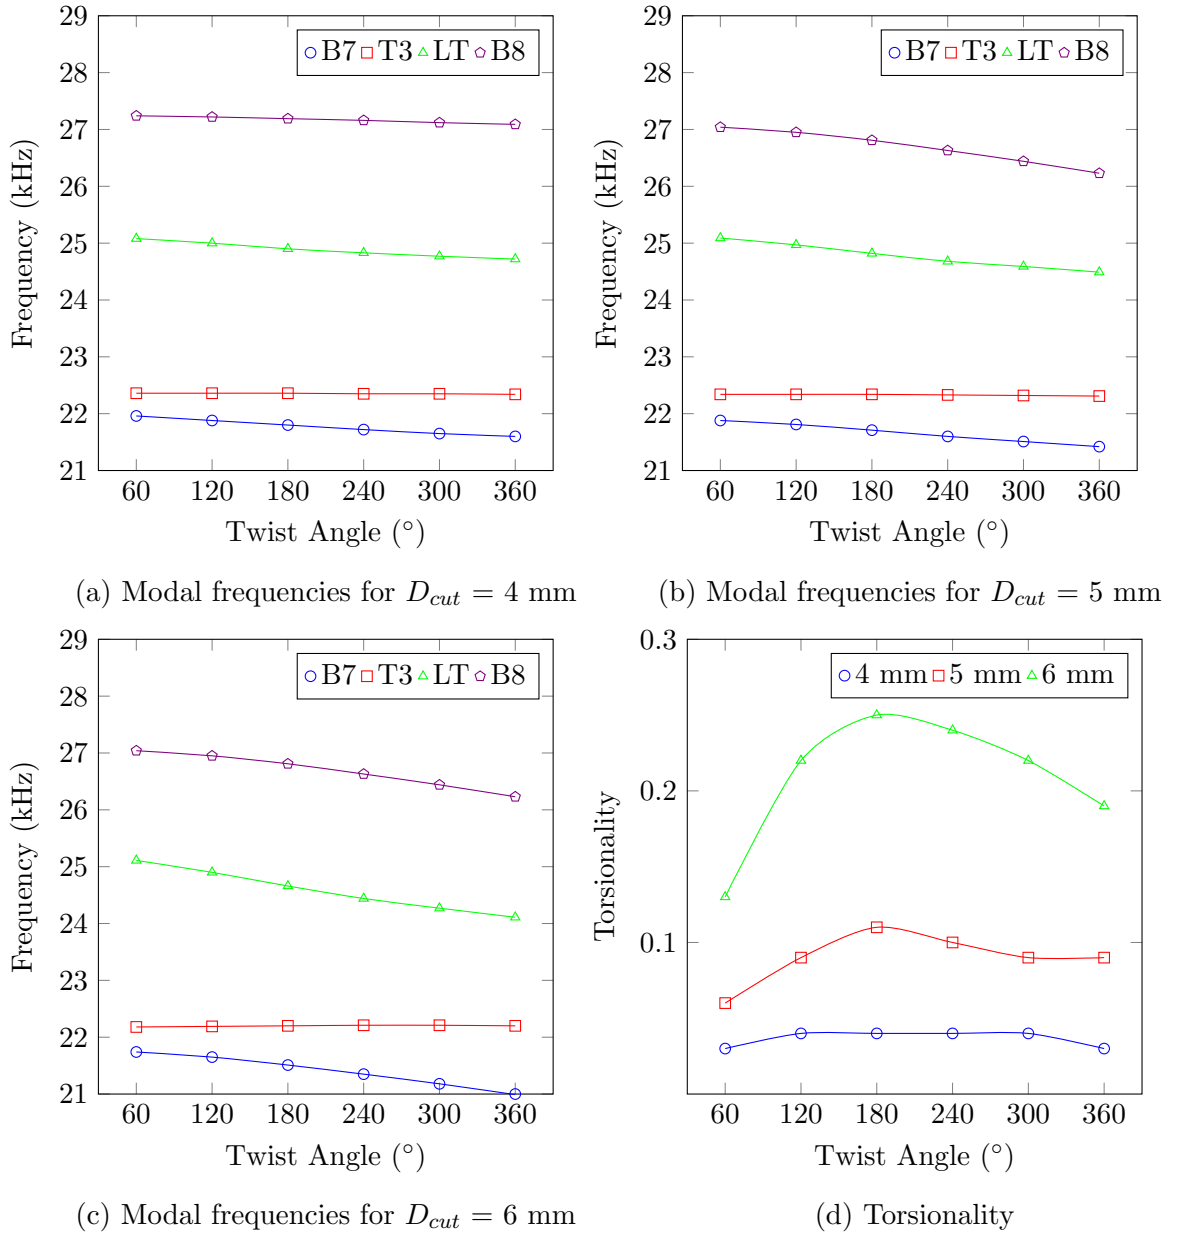 29
28
27
26
25
24
23
22
21
Frequency (kHz)
B7 T3 LT B8
60 120 180 240 300 360
Twist Angle (°)
(a) Modal frequencies for D_cut = 4 mm
29
28
27
26
25
24
23
22
21
Frequency (kHz)
B7 T3 LT B8
60 120 180 240 300 360
Twist Angle (°)
(b) Modal frequencies for D_cut = 5 mm
29
28
27
26
25
24
23
22
21
Frequency (kHz)
B7 T3 LT B8
60 120 180 240 300 360
Twist Angle (°)
(c) Modal frequencies for D_cut = 6 mm
0.3
0.2
0.1
Torsionality
4 mm 5 mm 6 mm
60 120 180 240 300 360
Twist Angle (°)
(d) Torsionality